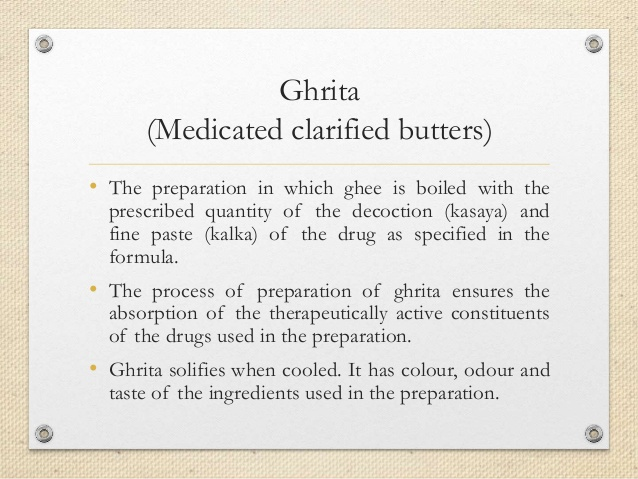 Ghrita
(Medicated clarified butters)
• The preparation in which ghee is boiled with the
prescribed quantity of the decoction (kasaya) and
fine paste (kalka) of the drug as specified in the
formula.
• The process of preparation of ghrita ensures the
absorption of the therapeutically active constituents
of the drugs used in the preparation.
• Ghrita solifies when cooled. It has colour, odour and
taste of the ingredients used in the preparation.